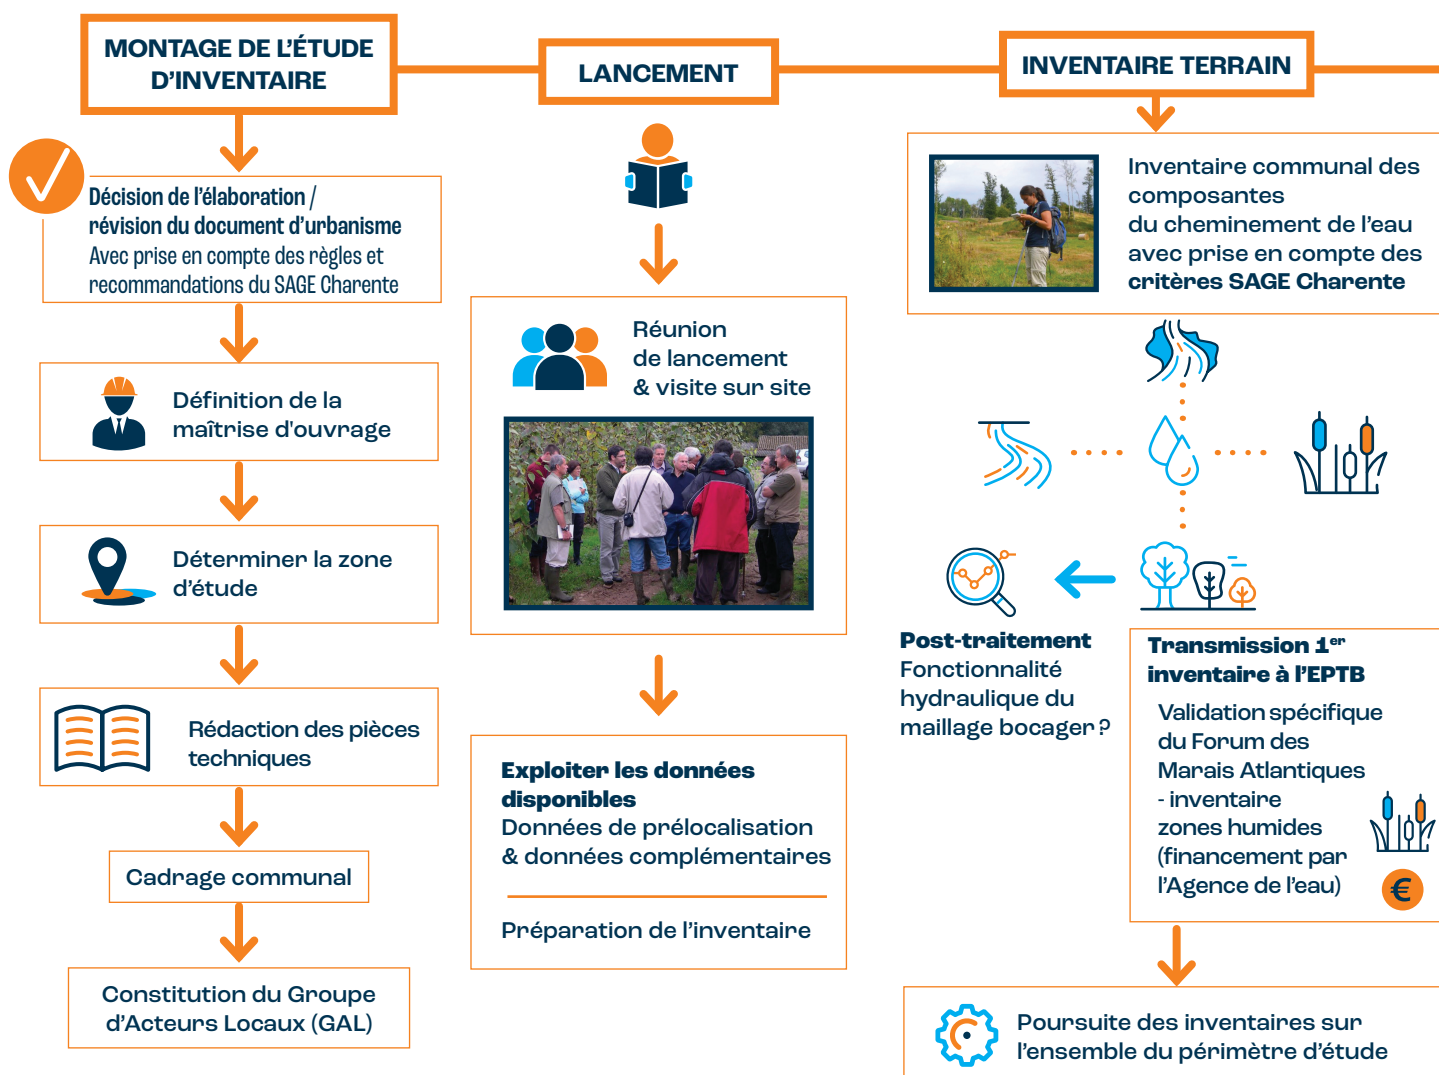 MONTAGE DE L’ÉTUDE
D’INVENTAIRE
Décision de l’élaboration /
révision du document d’urbanisme
Avec prise en compte des règles et
recommandations du SAGE Charente
Définition de la
maîtrise d'ouvrage
Déterminer la zone
d’étude
Rédaction des pièces
techniques
Cadrage communal
Constitution du Groupe
d’Acteurs Locaux (GAL)
LANCEMENT
Réunion
de lancement
& visite sur site
Exploiter les données
disponibles
Données de prélocalisation
& données complémentaires
Préparation de l’inventaire
INVENTAIRE TERRAIN
Inventaire communal des
composantes
du cheminement de l’eau
avec prise en compte des
critères SAGE Charente
Post-traitement
Fonctionnalité
hydraulique du
maillage bocager ?
Transmission 1er
inventaire à l’EPTB
Validation spécifique
du Forum des
Marais Atlantiques
- inventaire
zones humides
(financement par
l’Agence de l’eau)
€
Poursuite des inventaires sur
l’ensemble du périmètre d’étude